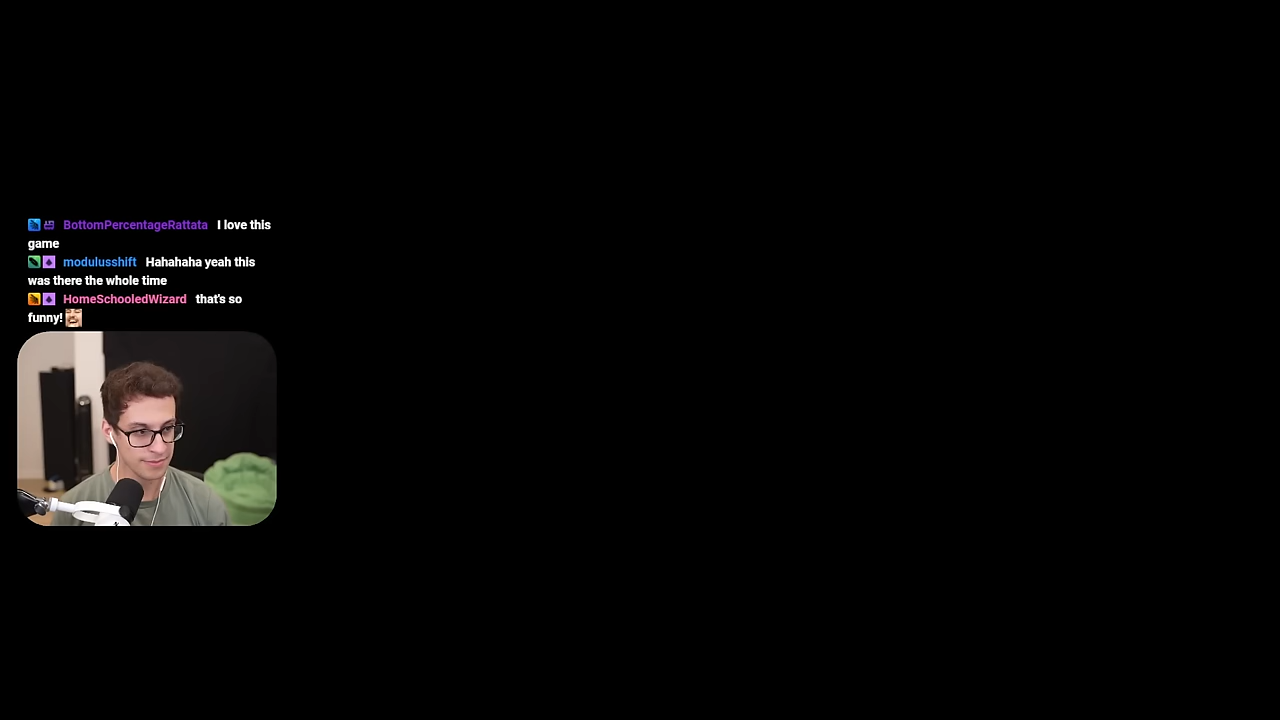 BottomPercentageRattata I love this
game
modulusshift Hahahaha yeah this
was there the whole time
HomeSchooledWizard that's so
funny!